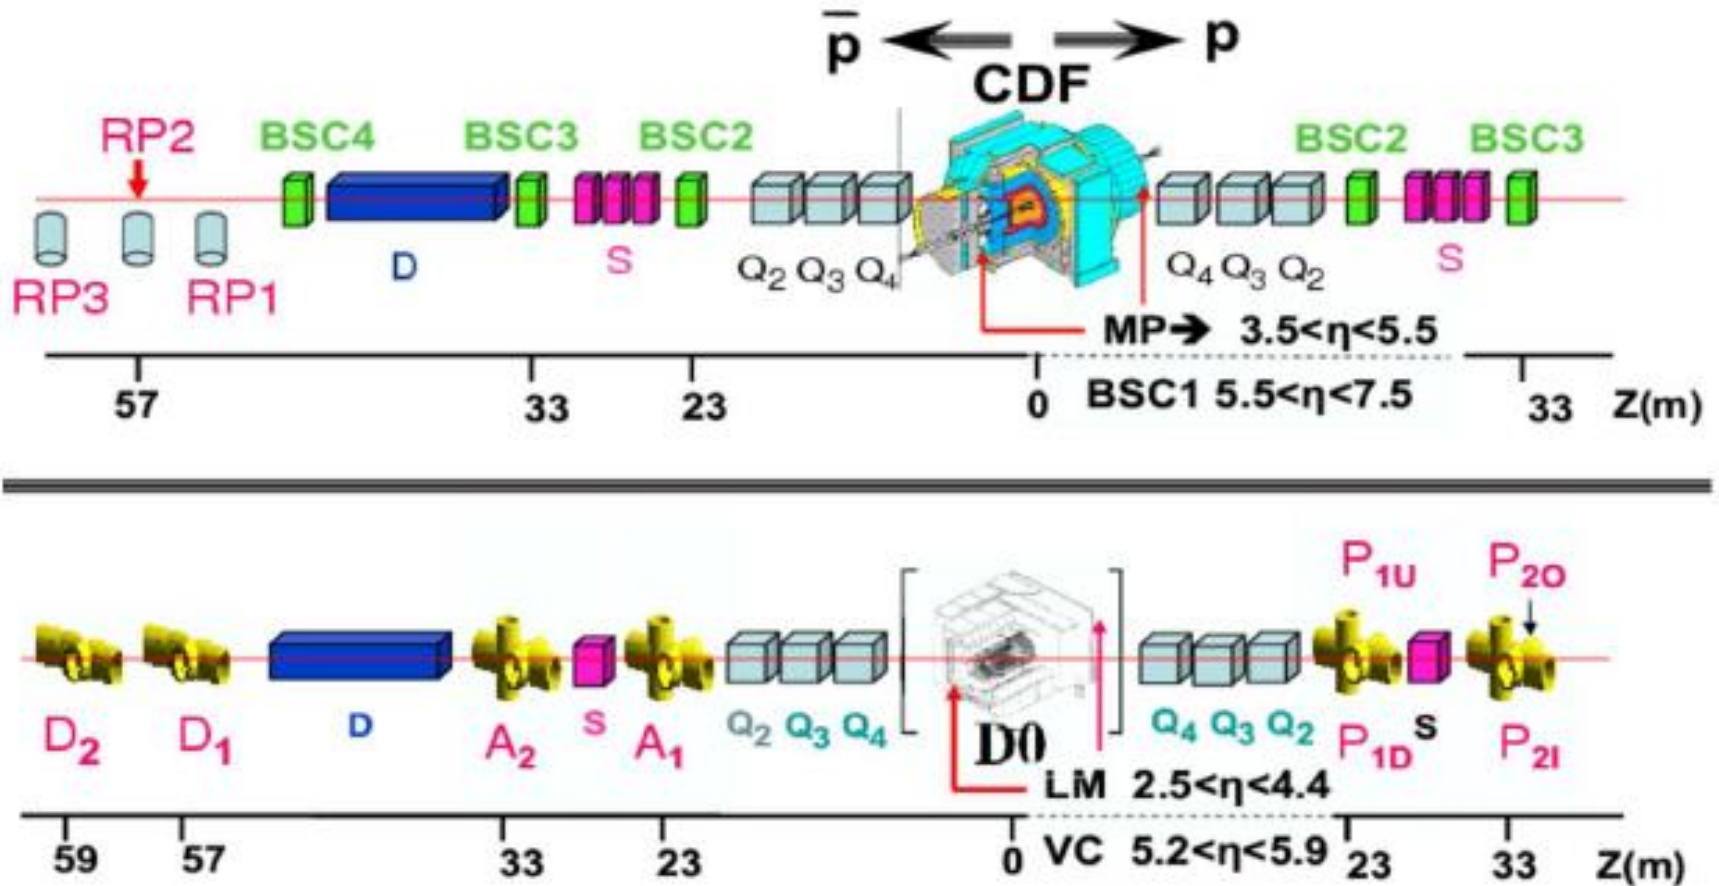 p̅ p
CDF
RP2 BSC4 BSC3 BSC2 BSC2 BSC3
RP3 RP1 D S Q2 Q3 Q4 Q4 Q3 Q2 S
MP➔ 3.5<η<5.5
57 33 23 0 BSC1 5.5<η<7.5 33 Z(m)
P1U P2O
D2 D1 D A2 S A1 Q2 Q3 Q4 D0 Q4 Q3 Q2 P1D S P2I
LM 2.5<η<4.4
59 57 33 23 0 VC 5.2<η<5.9 23 33 Z(m)